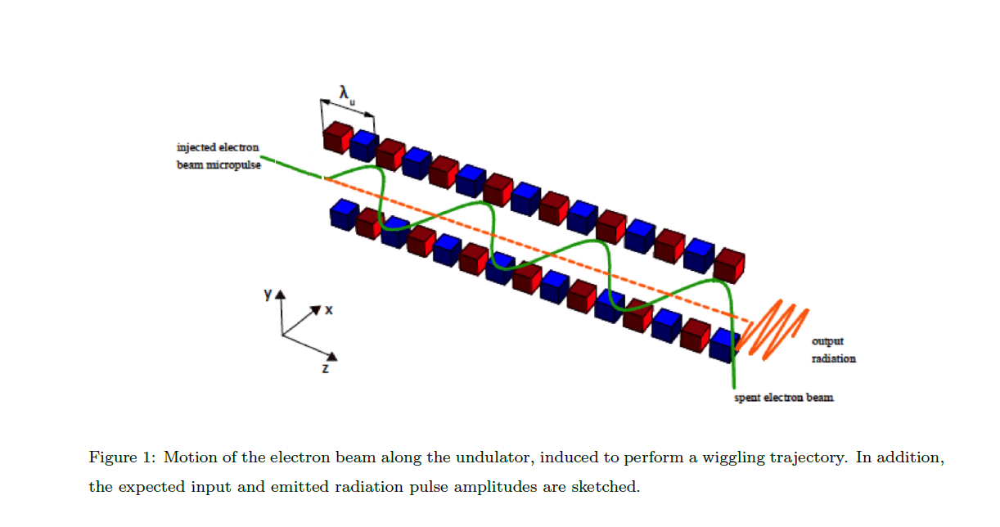 λu
injected electron
beam micropulse
y
x
z
output
radiation
spent electron beam
Figure 1: Motion of the electron beam along the undulator, induced to perform a wiggling trajectory. In addition,
the expected input and emitted radiation pulse amplitudes are sketched.